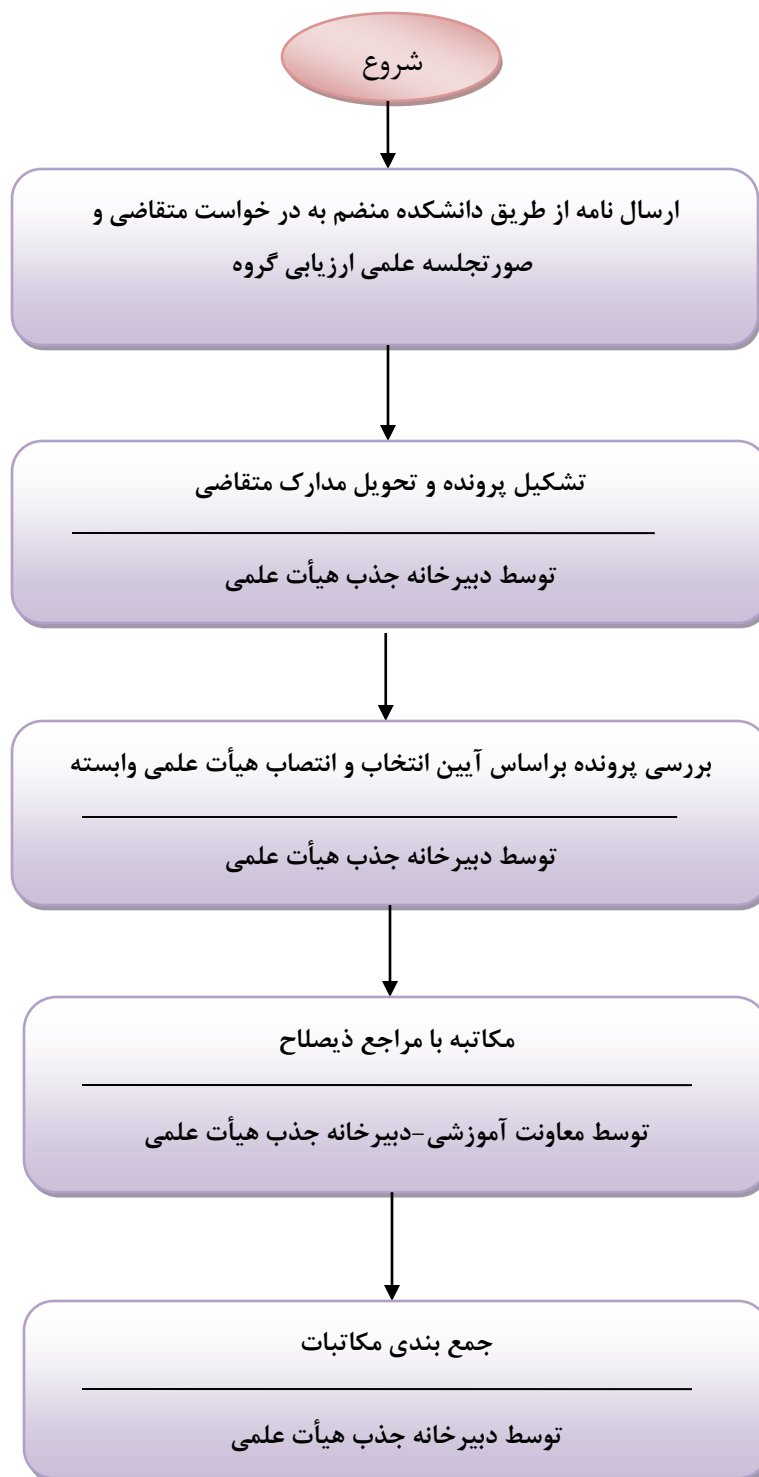 شروع
ارسال نامه از طریق دانشکده منضم به در خواست متقاضی و
صورتجلسه علمی ارزیابی گروه
تشکیل پرونده و تحویل مدارک متقاضی
توسط دبیرخانه جذب هیأت علمی
بررسی پرونده براساس آیین انتخاب و انتصاب هیأت علمی وابسته
توسط دبیرخانه جذب هیأت علمی
مکاتبه با مراجع ذیصلاح
توسط معاونت آموزشی-دبیرخانه جذب هیأت علمی
جمع بندی مکاتبات
توسط دبیرخانه جذب هیأت علمی